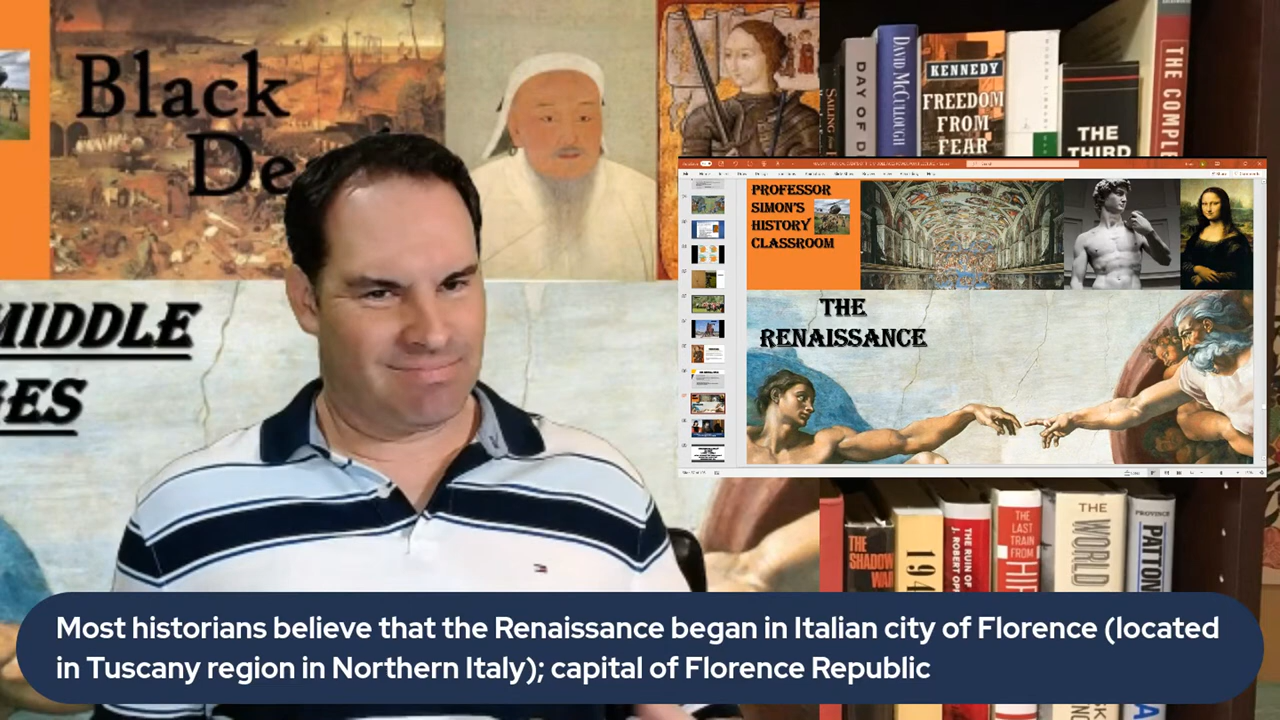 Black
De
MIDDLE
GES
DAY OF D
DAVID McCULLOUGH
KENNEDY
FREEDOM
FROM
FEAR
THE
THIRD
THE COMPLE
PROFESSOR
SIMON'S
HISTORY
CLASSROOM
THE
RENAISSANCE
THE
SHADOW
WAR
194
THE RUIN OF
J. ROBERT OPP
THE
LAST
TRAIN
FROM
HIR
THE
WORLD
PROVINCE
PATTON
Most historians believe that the Renaissance began in Italian city of Florence (located
in Tuscany region in Northern Italy); capital of Florence Republic